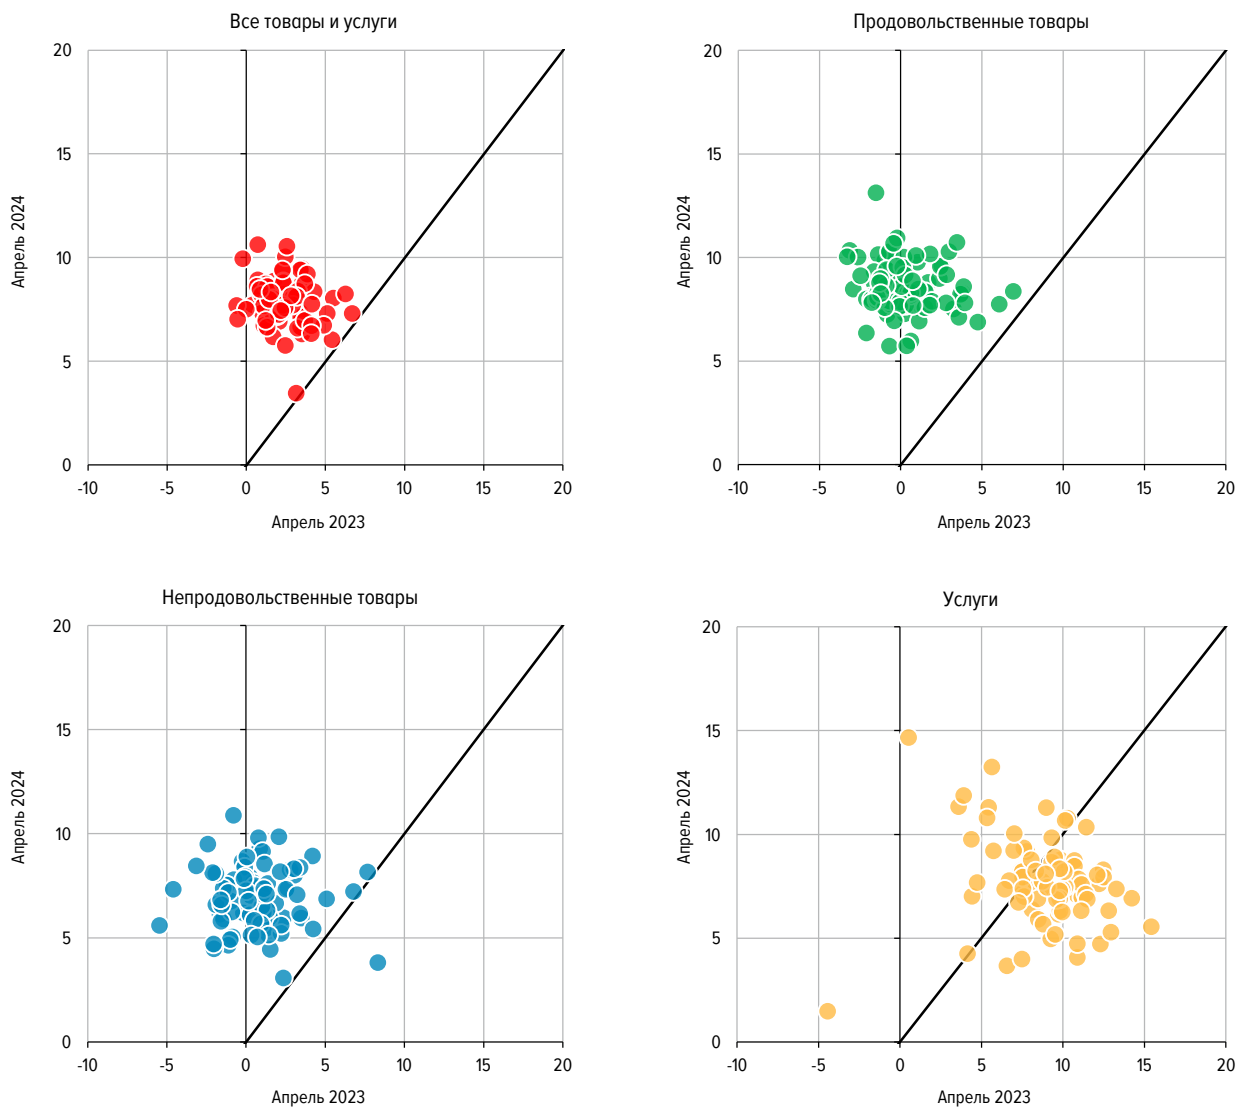 Все товары и услуги
20
15
10
5
0
-10 -5 0 5 10 15 20
Апрель 2024
Апрель 2023
Продовольственные товары
20
15
10
5
0
-10 -5 0 5 10 15 20
Апрель 2024
Апрель 2023
Непродовольственные товары
20
15
10
5
0
-10 -5 0 5 10 15 20
Апрель 2024
Апрель 2023
Услуги
20
15
10
5
0
-10 -5 0 5 10 15 20
Апрель 2024
Апрель 2023